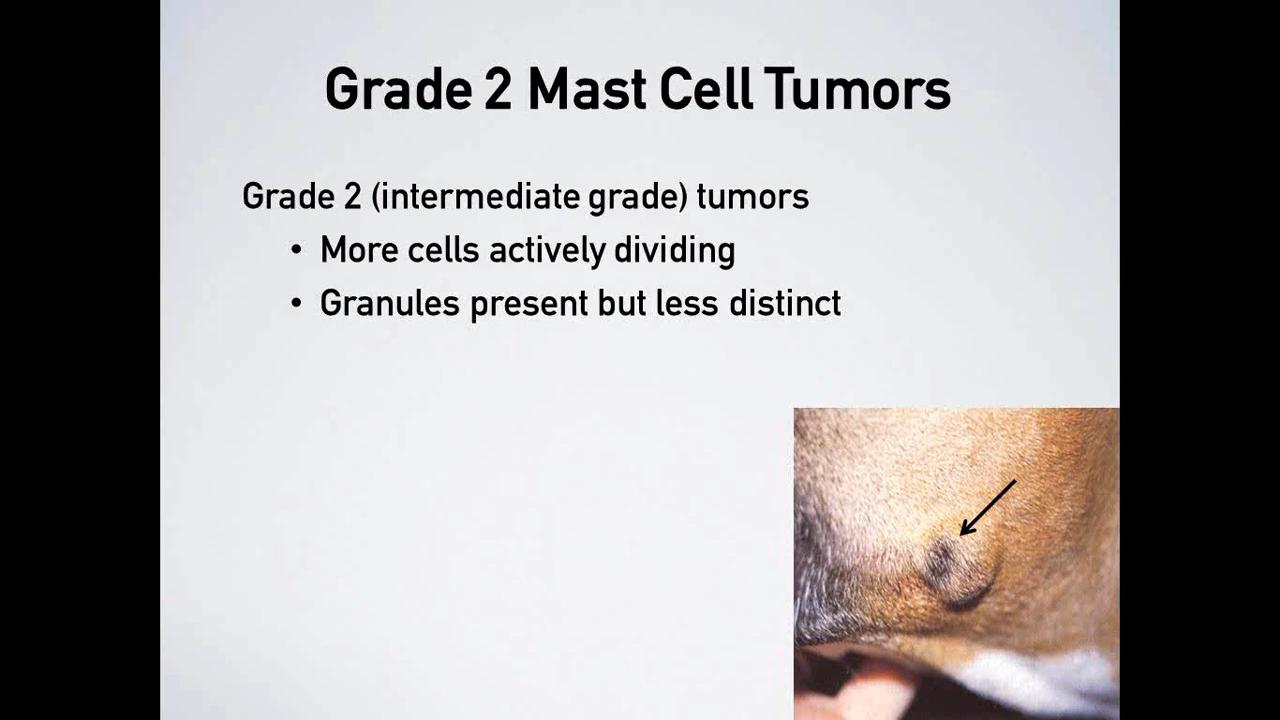 Grade 2 Mast Cell Tumors
Grade 2 (intermediate grade) tumors
• More cells actively dividing
• Granules present but less distinct